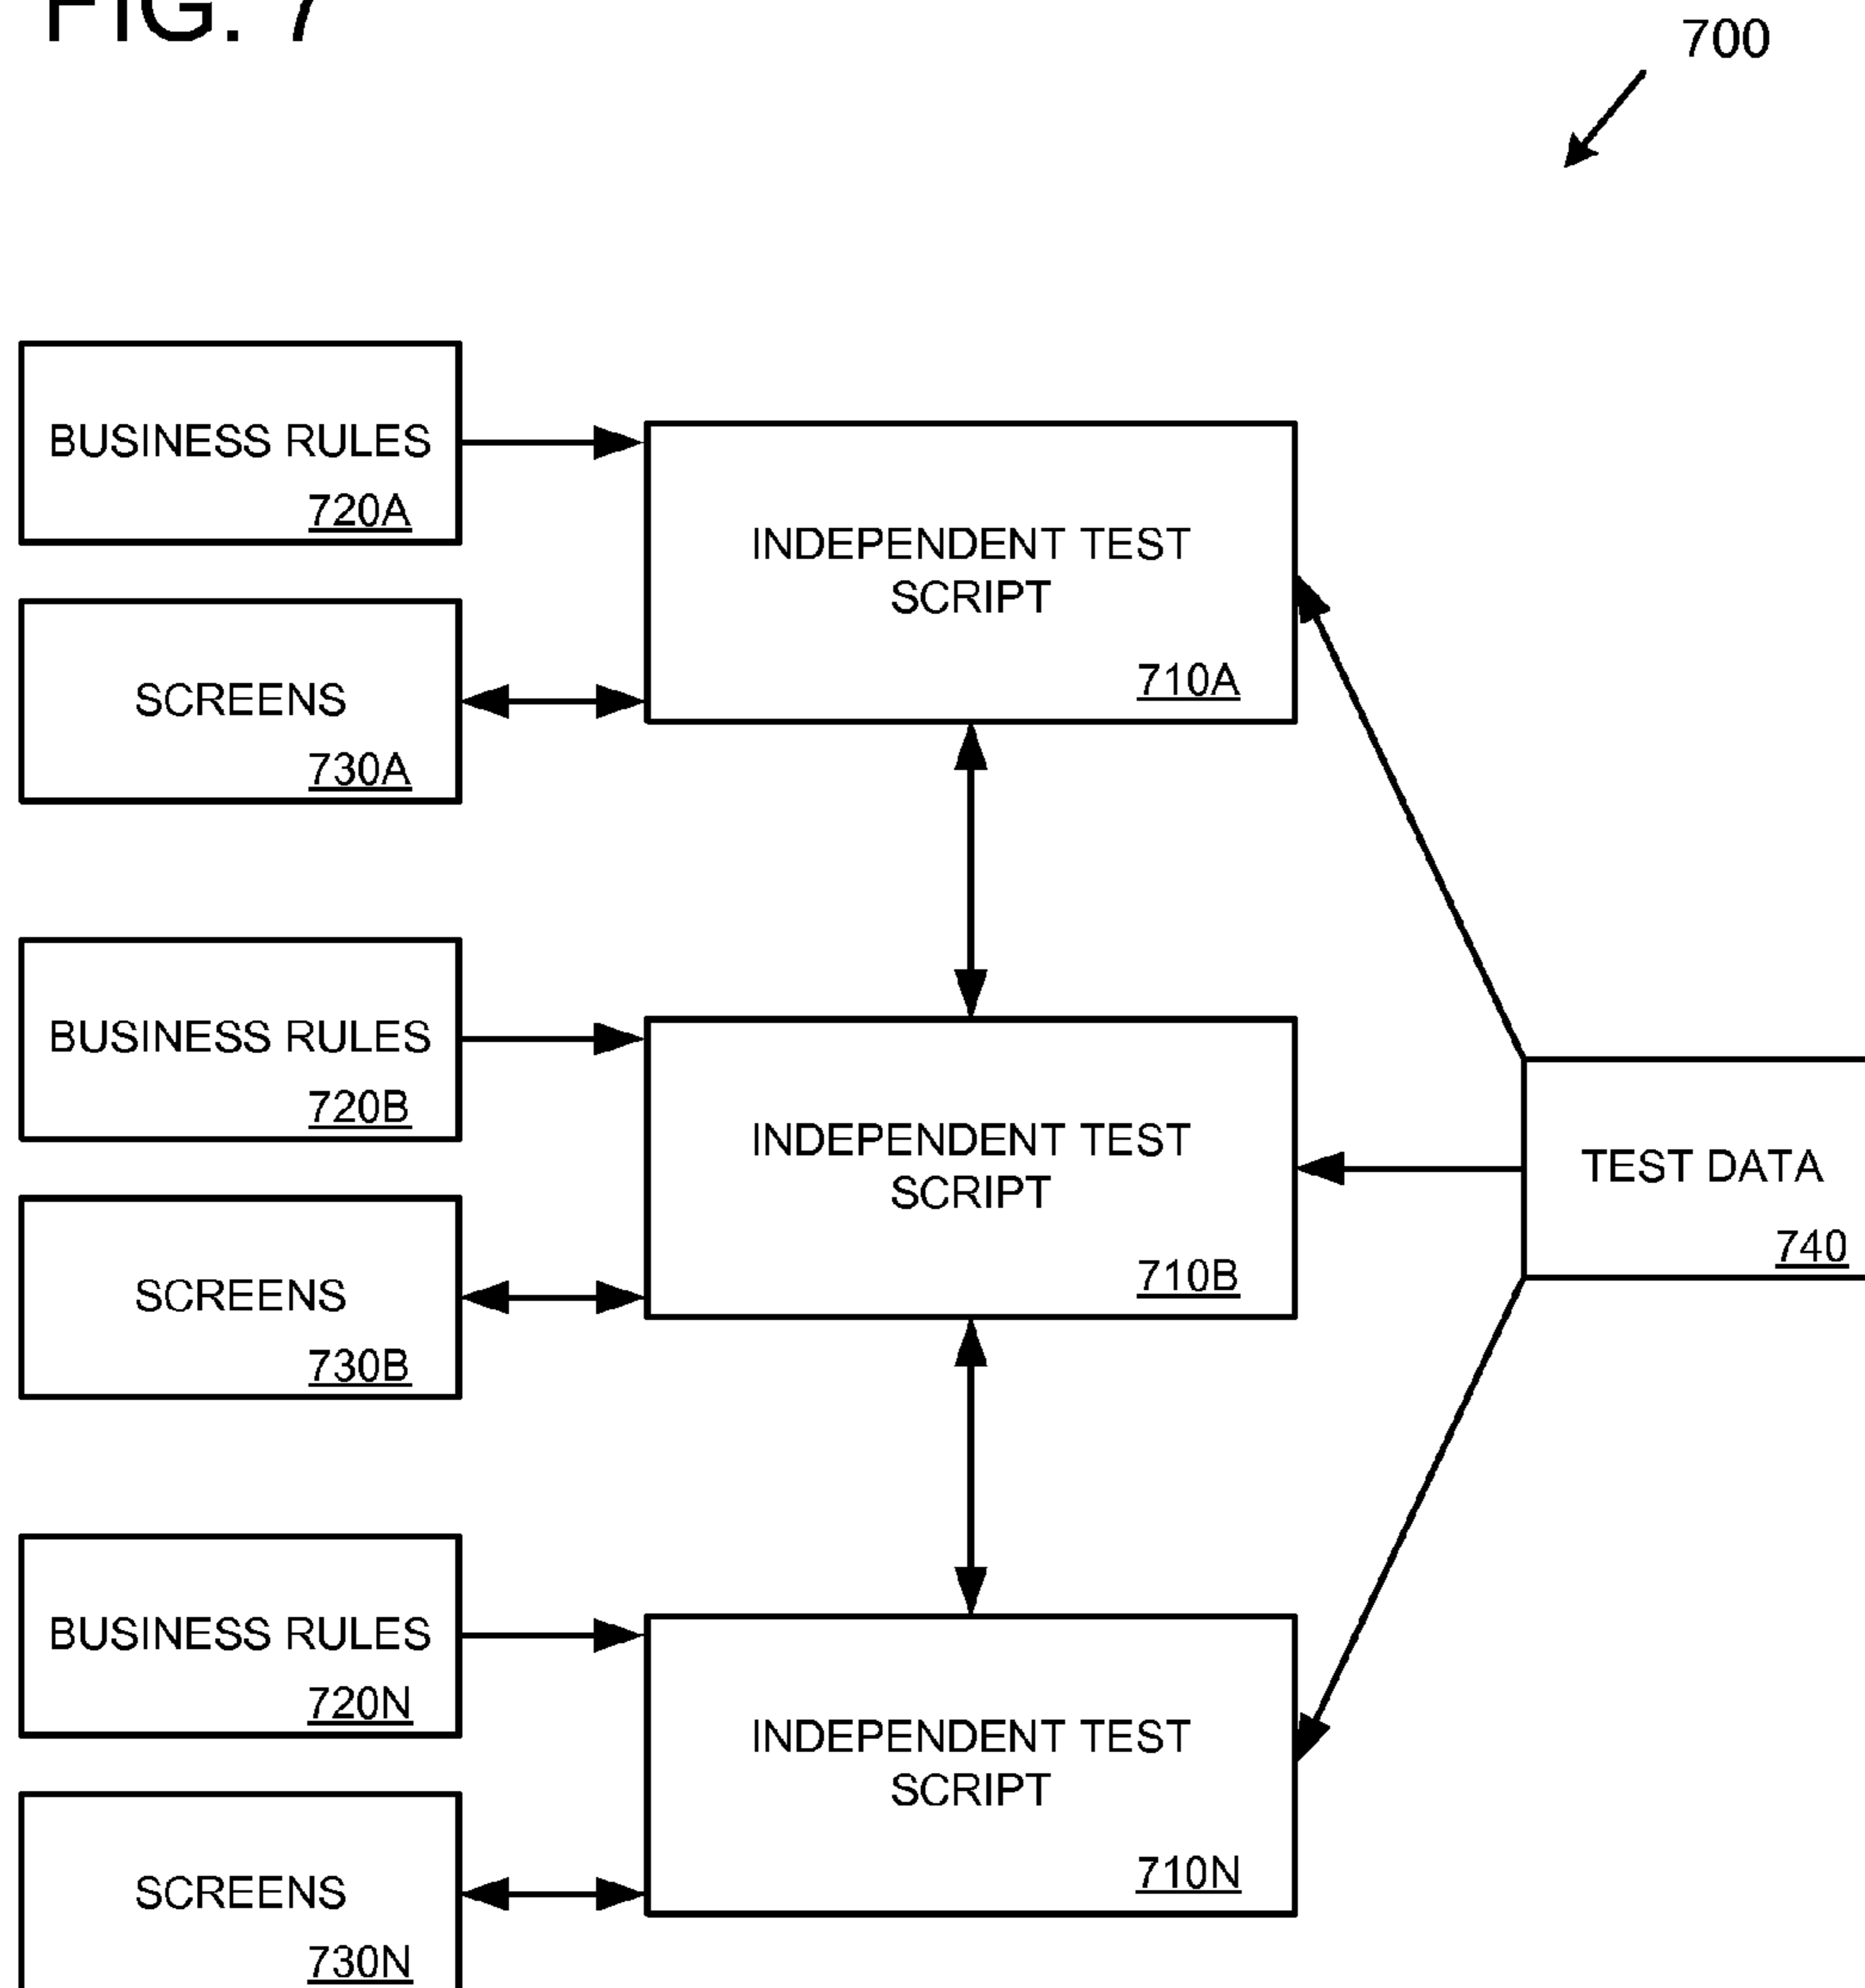 FIG. 7
700
BUSINESS RULES
720A
INDEPENDENT TEST
SCRIPT
710A
SCREENS
730A
BUSINESS RULES
720B
INDEPENDENT TEST
SCRIPT
710B
TEST DATA
740
SCREENS
730B
BUSINESS RULES
720N
INDEPENDENT TEST
SCRIPT
710N
SCREENS
730N